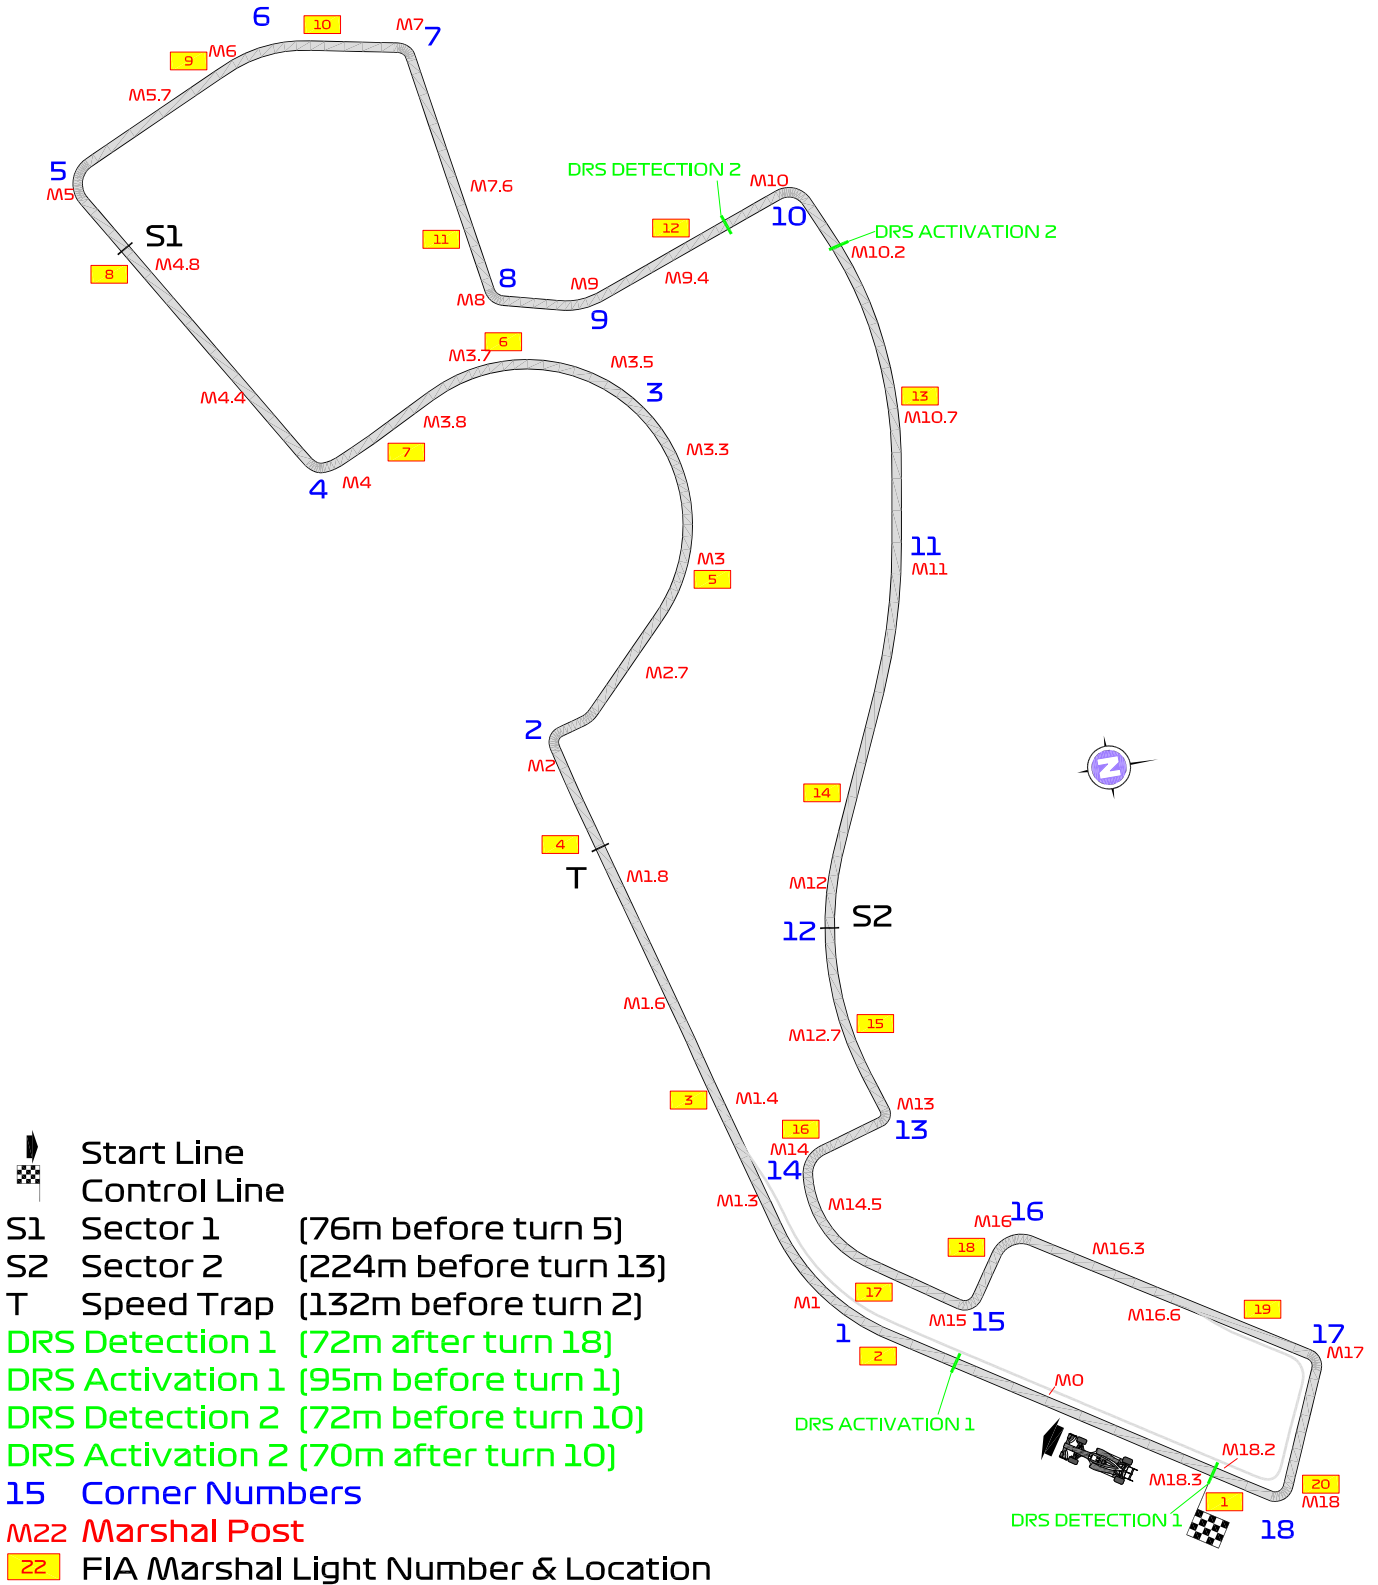 6
10
M7
7
9
M6
M5.7
5
M5
S1
M4.8
8
M7.6
11
DRS DETECTION 2
M10
10
12
DRS ACTIVATION 2
M10.2
M9.4
8
M8
M9
9
6
M3.7
M3.5
3
M4.4
M3.8
7
M4
4
M3.3
13
M10.7
11
M11
M3
5
M2.7
2
M2
N
14
4
T
M1.8
M12
12
S2
M1.6
15
M12.7
3
M1.4
M13
13
16
M14
14
M1.3
M14.5
M16
16
18
M16.3
17
M1
M15
15
M16.6
19
17
M17
1
2
M0
DRS ACTIVATION 1
M18.2
M18.3
20
M18
1
DRS DETECTION 1
18
Start Line
Control Line
S1 Sector 1 (76m before turn 5)
S2 Sector 2 (224m before turn 13)
T Speed Trap (132m before turn 2)
DRS Detection 1 (72m after turn 18)
DRS Activation 1 (95m before turn 1)
DRS Detection 2 (72m before turn 10)
DRS Activation 2 (70m after turn 10)
15 Corner Numbers
M22 Marshal Post
22 FIA Marshal Light Number & Location